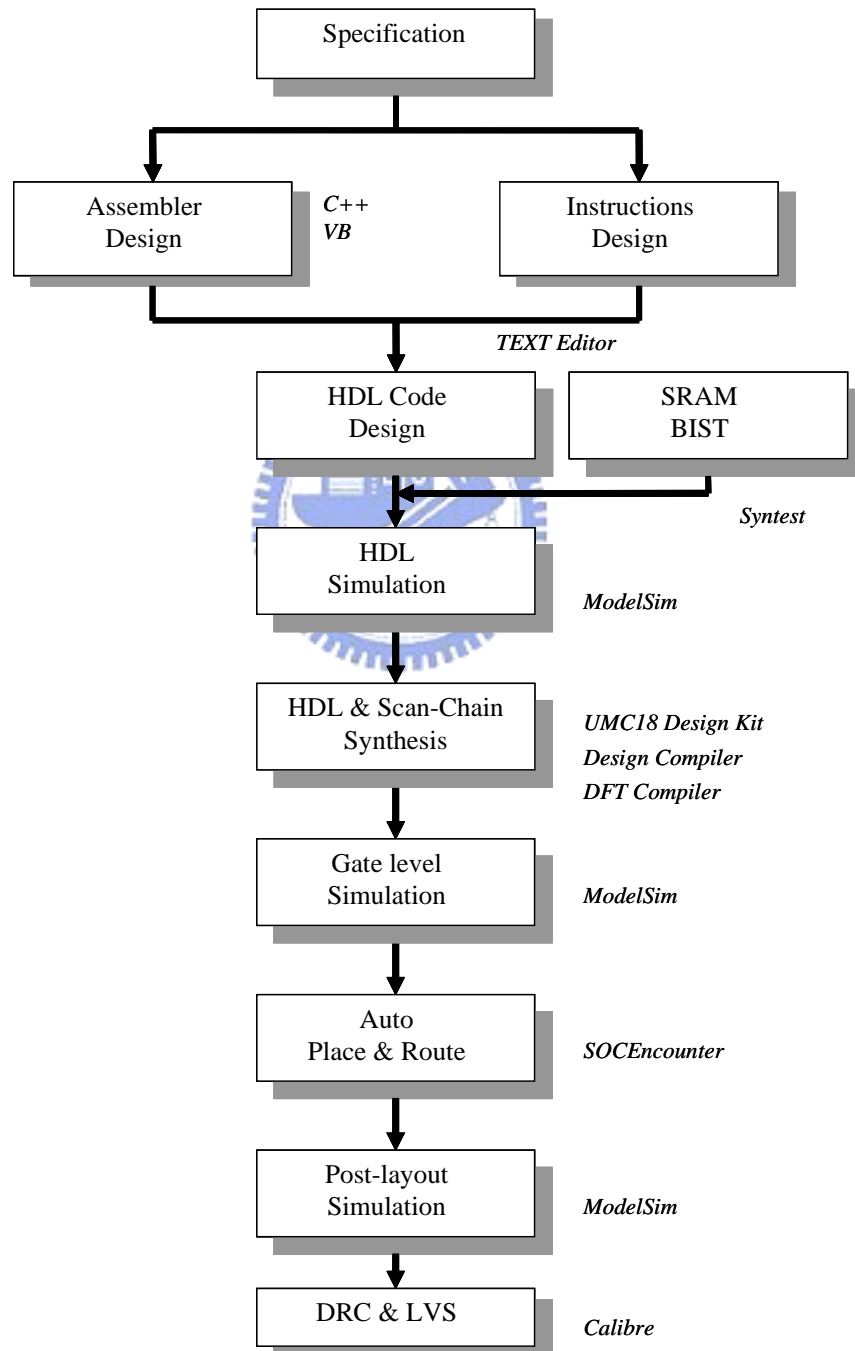 Specification
Assembler
Design
C++
VB
Instructions
Design
TEXT Editor
HDL Code
Design
SRAM
BIST
Syntest
HDL
Simulation
ModelSim
HDL & Scan-Chain
Synthesis
UMC18 Design Kit
Design Compiler
DFT Compiler
Gate level
Simulation
ModelSim
Auto
Place & Route
SOCEncounter
Post-layout
Simulation
ModelSim
DRC & LVS
Calibre